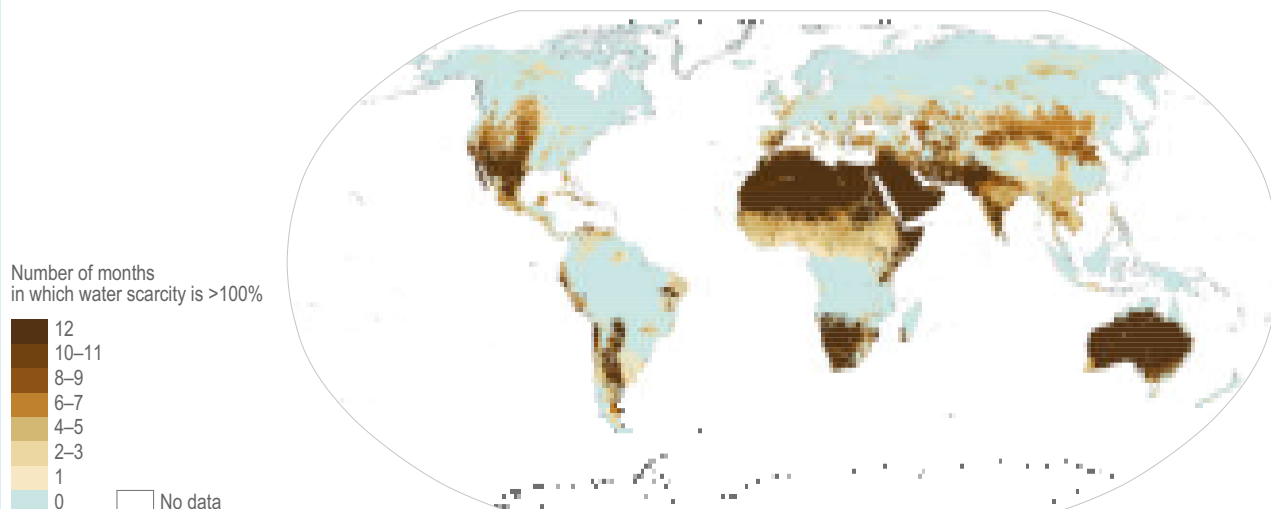 Number of months
in which water scarcity is >100%
12
10–11
8–9
6–7
4–5
2–3
1
0
No data